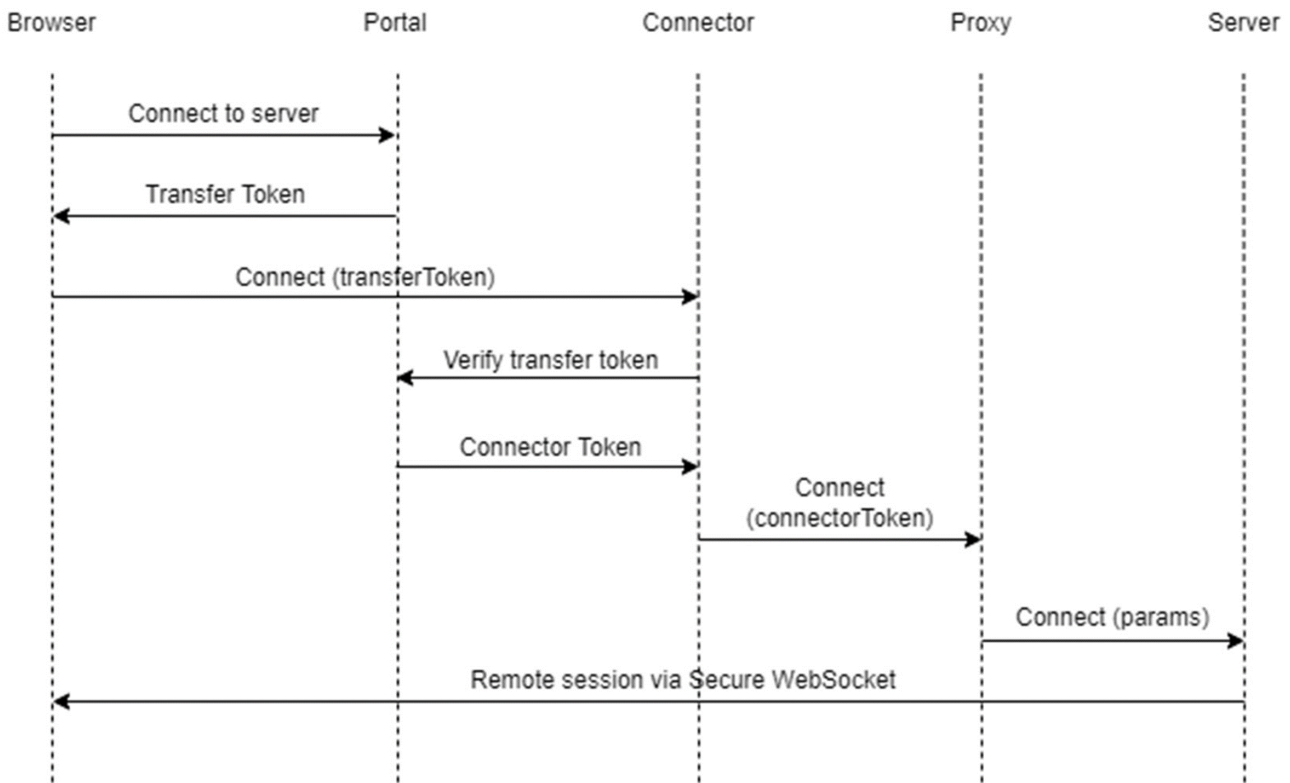 Browser
Portal
Connector
Proxy
Server
Connect to server
Transfer Token
Connect (transferToken)
Verify transfer token
Connector Token
Connect
(connectorToken)
Connect (params)
Remote session via Secure WebSocket